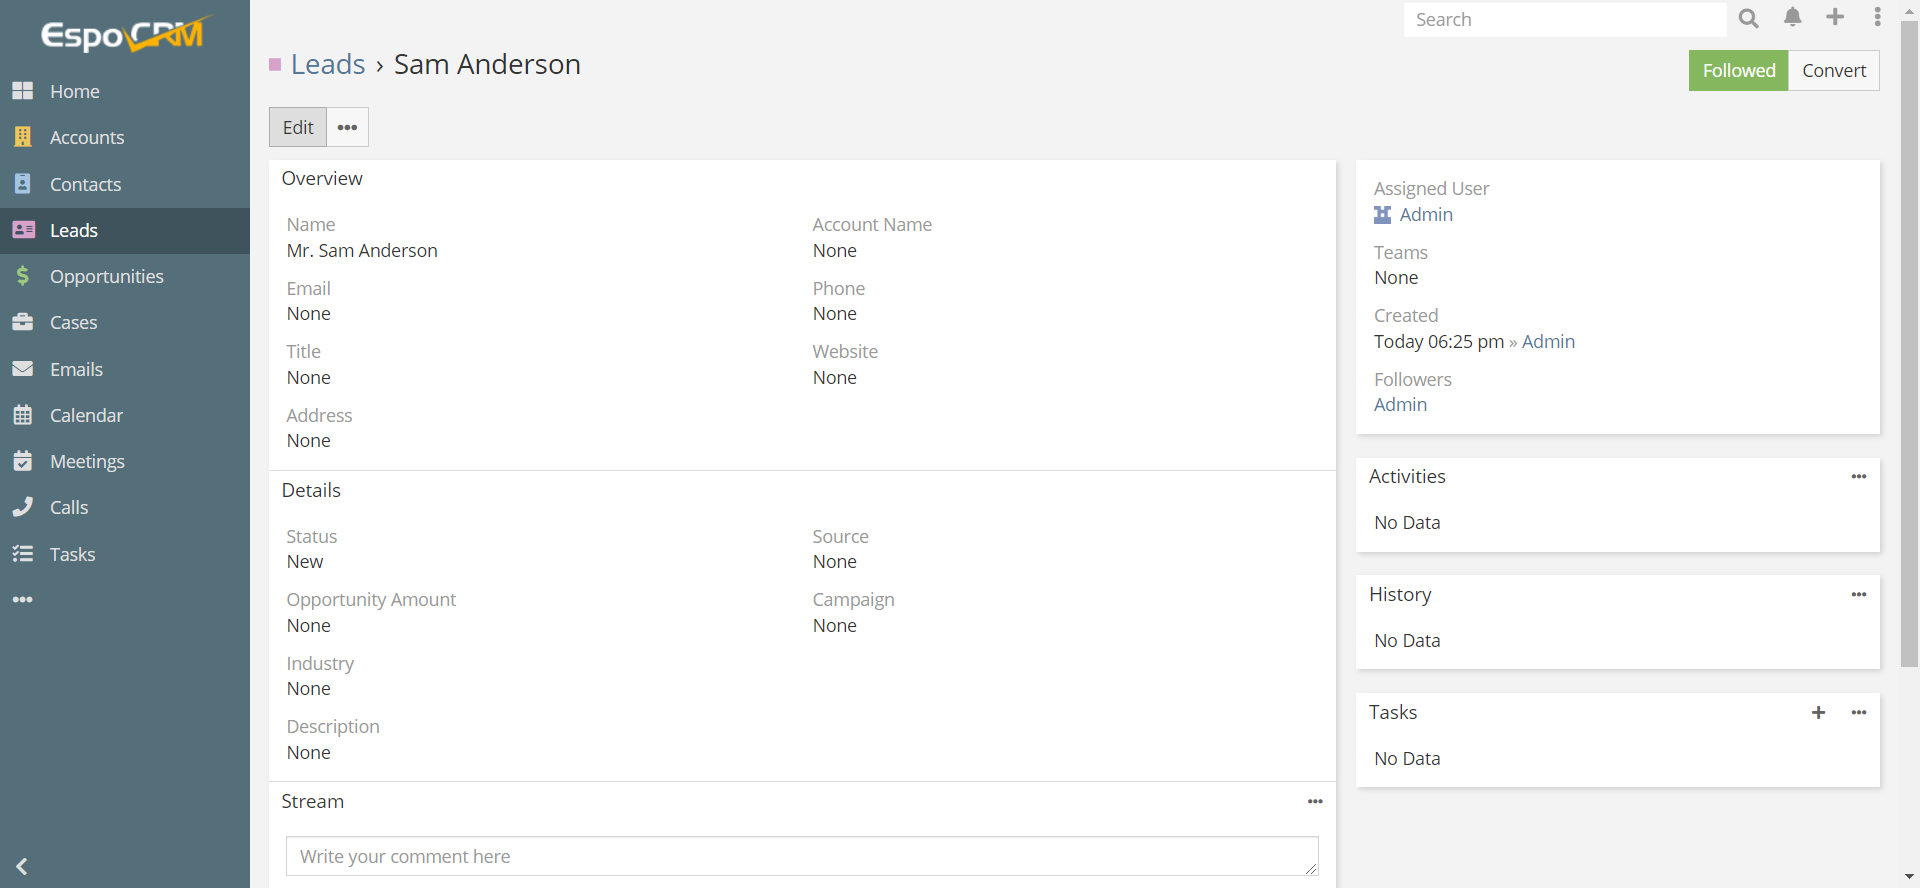 EspoCRM
Search
Home
Accounts
Contacts
Leads
Opportunities
Cases
Emails
Calendar
Meetings
Calls
Tasks
Leads › Sam Anderson
Followed
Convert
Edit
Overview
Name
Mr. Sam Anderson
Account Name
None
Email
None
Phone
None
Title
None
Website
None
Address
None
Details
Status
New
Source
None
Opportunity Amount
None
Campaign
None
Industry
None
Description
None
Stream
Write your comment here
Assigned User
Admin
Teams
None
Created
Today 06:25 pm » Admin
Followers
Admin
Activities
No Data
History
No Data
Tasks
No Data